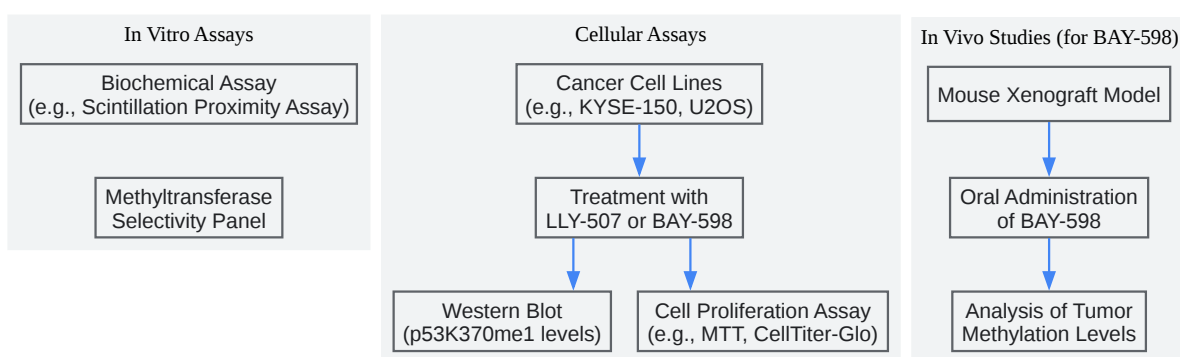 In Vitro Assays
Biochemical Assay
(e.g., Scintillation Proximity Assay)
Methyltransferase
Selectivity Panel
Cellular Assays
Cancer Cell Lines
(e.g., KYSE-150, U2OS)
Treatment with
LLY-507 or BAY-598
Western Blot
(p53K370me1 levels)
Cell Proliferation Assay
(e.g., MTT, CellTiter-Glo)
In Vivo Studies (for BAY-598)
Mouse Xenograft Model
Oral Administration
of BAY-598
Analysis of Tumor
Methylation Levels